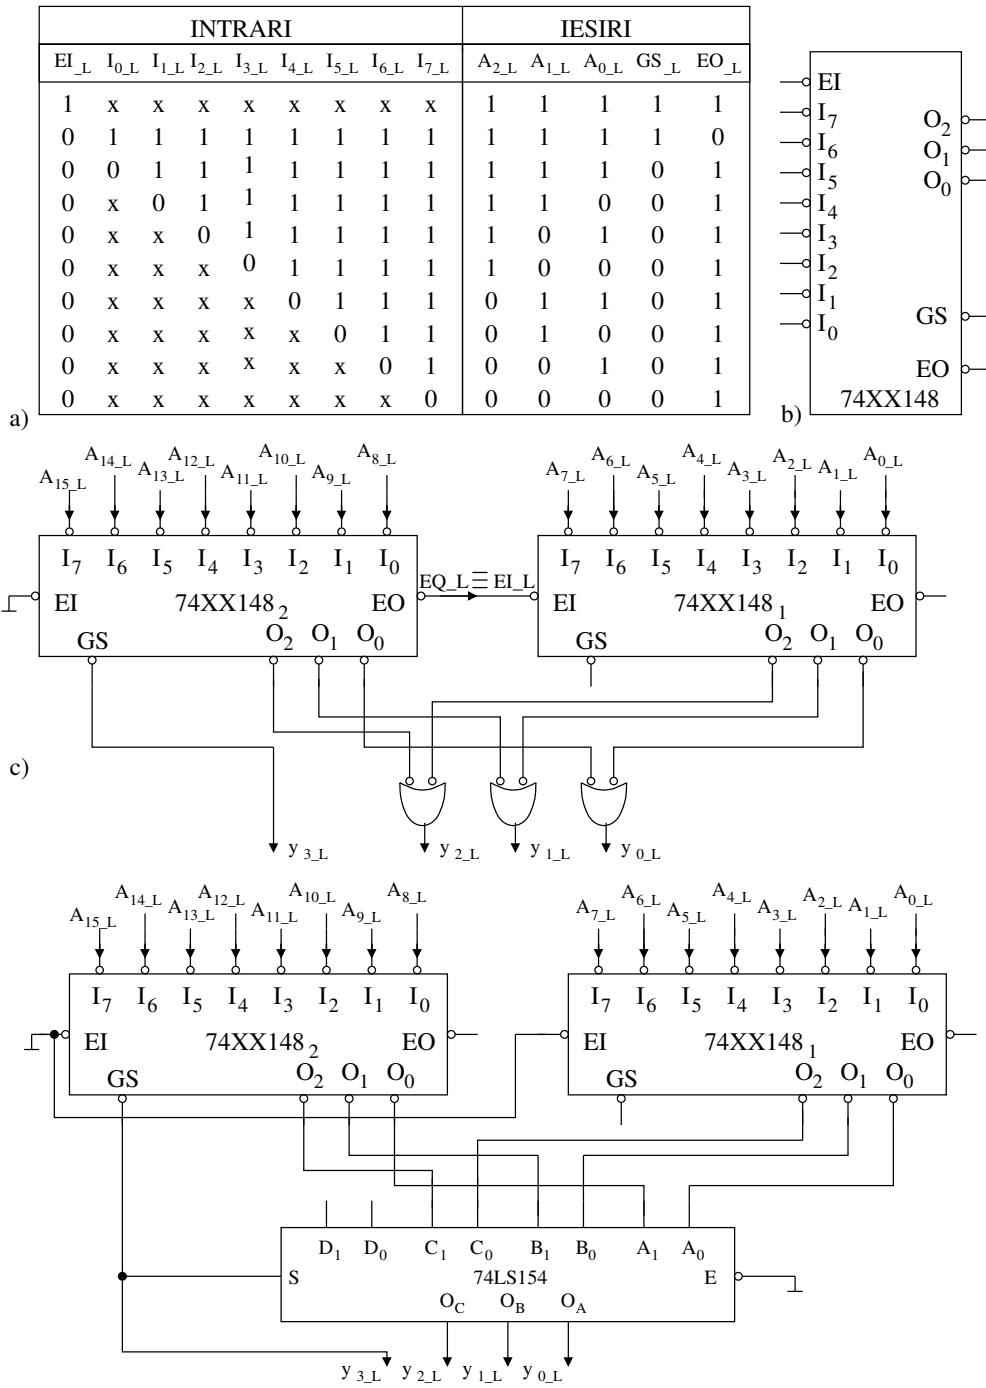 INTRARI IESIRI
EI_L I0_L I1_L I2_L I3_L I4_L I5_L I6_L I7_L A2_L A1_L A0_L GS_L EO_L
1 x x x x x x x x 1 1 1 1 1
0 1 1 1 1 1 1 1 1 1 1 1 1 0
0 0 1 1 1 1 1 1 1 1 1 1 0 1
0 x 0 1 1 1 1 1 1 1 1 0 0 1
0 x x 0 1 1 1 1 1 1 0 1 0 1
0 x x x 0 1 1 1 1 1 0 0 0 1
0 x x x x 0 1 1 1 0 1 1 0 1
0 x x x x x 0 1 1 0 1 0 0 1
0 x x x x x x 0 1 0 0 1 0 1
0 x x x x x x x 0 0 0 0 0 1
a)
EI
I7
I6
I5
I4
I3
I2
I1
I0
O2
O1
O0
GS
EO
74XX148
b)
A15_L A14_L A13_L A12_L A11_L A10_L A9_L A8_L A7_L A6_L A5_L A4_L A3_L A2_L A1_L A0_L
I7 I6 I5 I4 I3 I2 I1 I0 I7 I6 I5 I4 I3 I2 I1 I0
EI 74XX148 2 EO EQ_L ≡ EI_L EI 74XX148 1 EO
GS O2 O1 O0 GS O2 O1 O0
c)
y 3_L y 2_L y 1_L y 0_L
A15_L A14_L A13_L A12_L A11_L A10_L A9_L A8_L A7_L A6_L A5_L A4_L A3_L A2_L A1_L A0_L
I7 I6 I5 I4 I3 I2 I1 I0 I7 I6 I5 I4 I3 I2 I1 I0
EI 74XX148 2 EO EI 74XX148 1 EO
GS O2 O1 O0 GS O2 O1 O0
D1 D0 C1 C0 B1 B0 A1 A0
S 74LS154 E
OC OB OA
y 3_L y 2_L y 1_L y 0_L